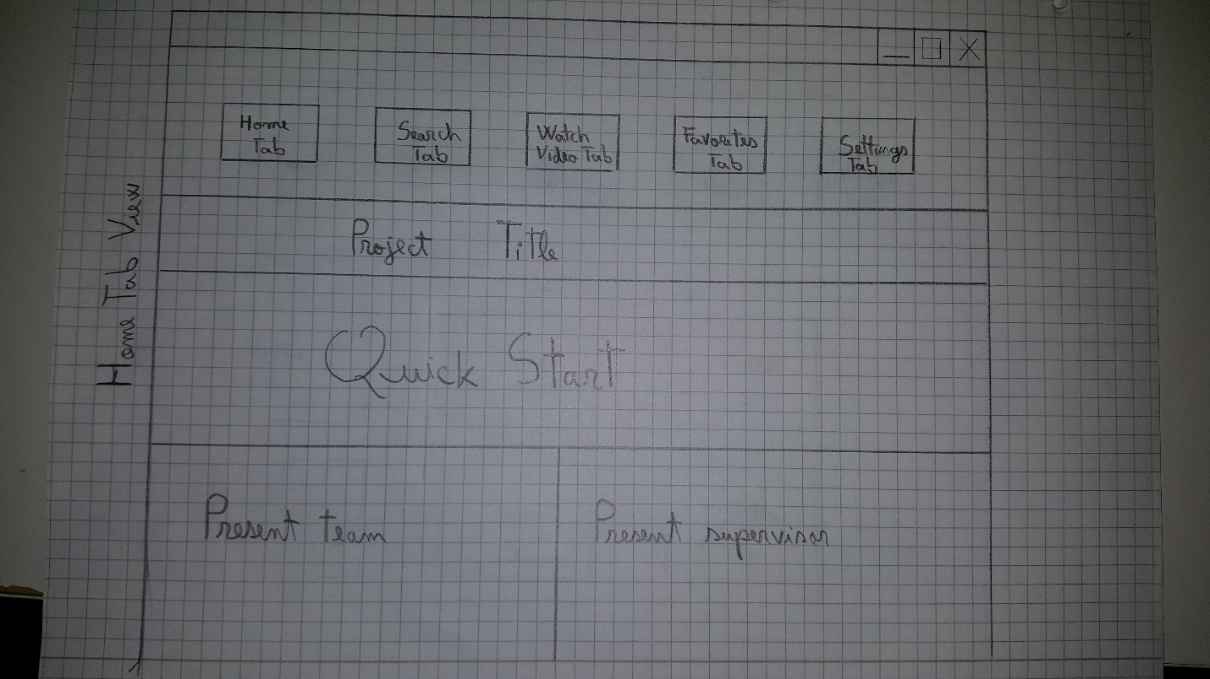 Home
Tab
Search
Tab
Watch
Video Tab
Favorites
Tab
Settings
Tab
Home Tab View
Project Title
Quick Start
Present team
Present supervisor